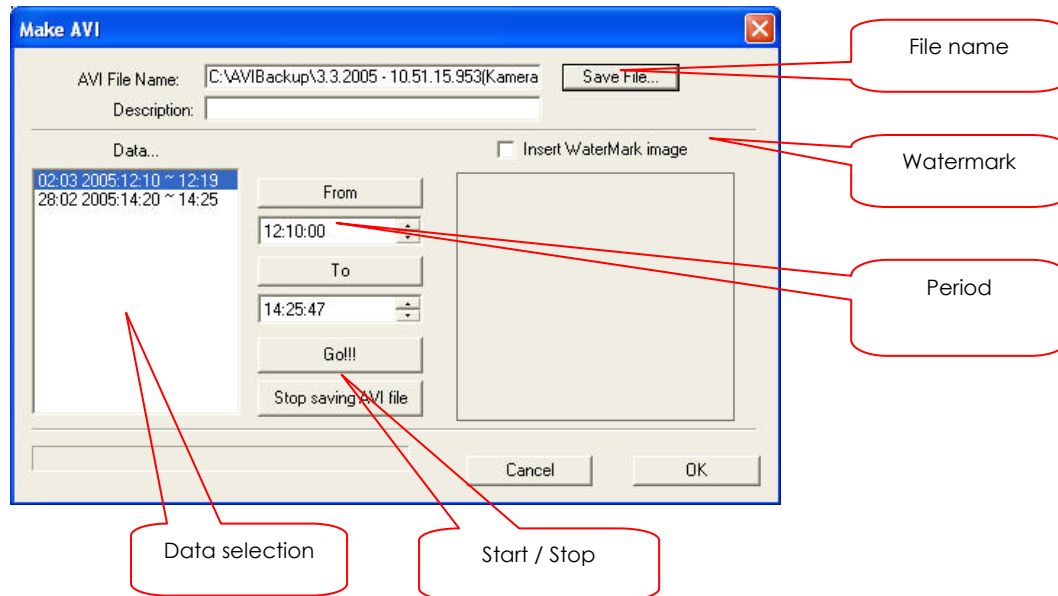 Make AVI
File name
AVI File Name: C:\AVIBackup\3.3.2005 - 10.51.15.953(Kamera Save File...
Description:
Data...
Insert WaterMark image
Watermark
02:03 2005:12:10 ~ 12:19
28:02 2005:14:20 ~ 14:25
From
12:10:00
To
Period
14:25:47
Go!!!
Stop saving AVI file
Cancel OK
Data selection
Start / Stop